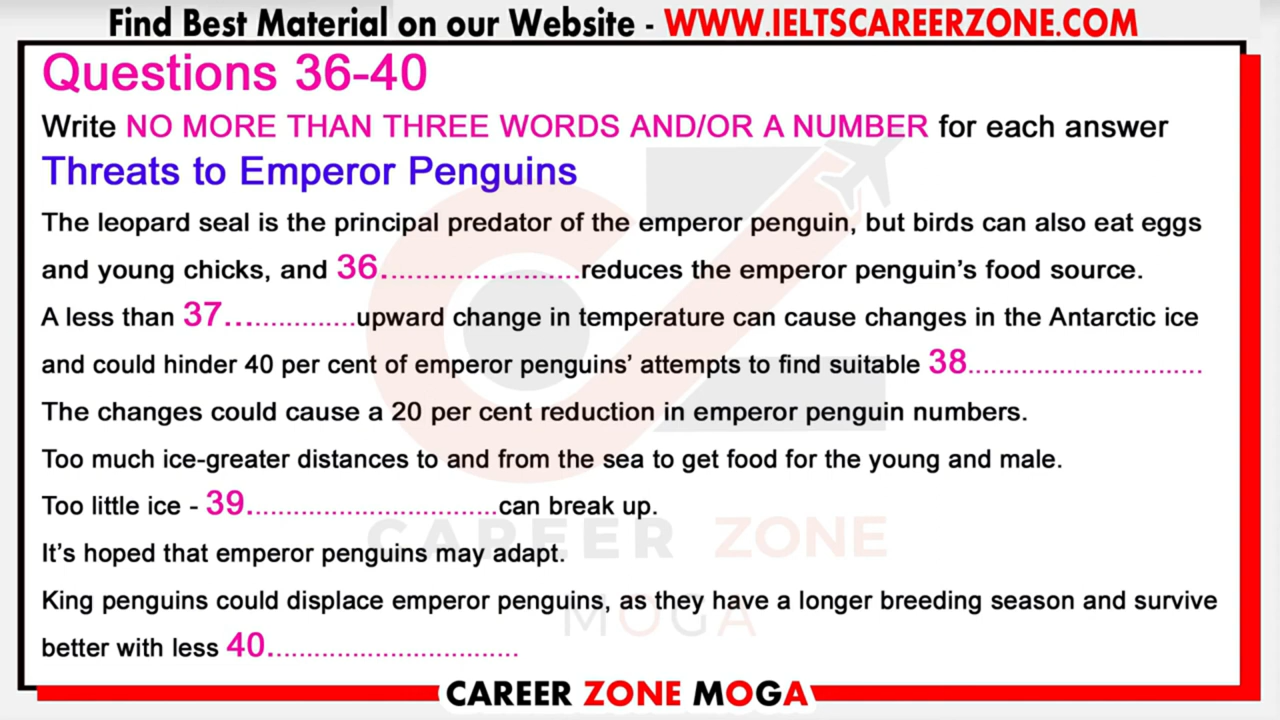 Find Best Material on our Website - WWW.IELTSCAREERZONE.COM
Questions 36-40
Write NO MORE THAN THREE WORDS AND/OR A NUMBER for each answer
Threats to Emperor Penguins
The leopard seal is the principal predator of the emperor penguin, but birds can also eat eggs
and young chicks, and 36..........................reduces the emperor penguin's food source.
A less than 37................upward change in temperature can cause changes in the Antarctic ice
and could hinder 40 per cent of emperor penguins' attempts to find suitable 38...............................
The changes could cause a 20 per cent reduction in emperor penguin numbers.
Too much ice-greater distances to and from the sea to get food for the young and male.
Too little ice - 39.................................can break up.
CAREER ZONE
It's hoped that emperor penguins may adapt.
King penguins could displace emperor penguins, as they have a longer breeding season and survive
MOGA
better with less 40.................................
CAREER ZONE MOGA